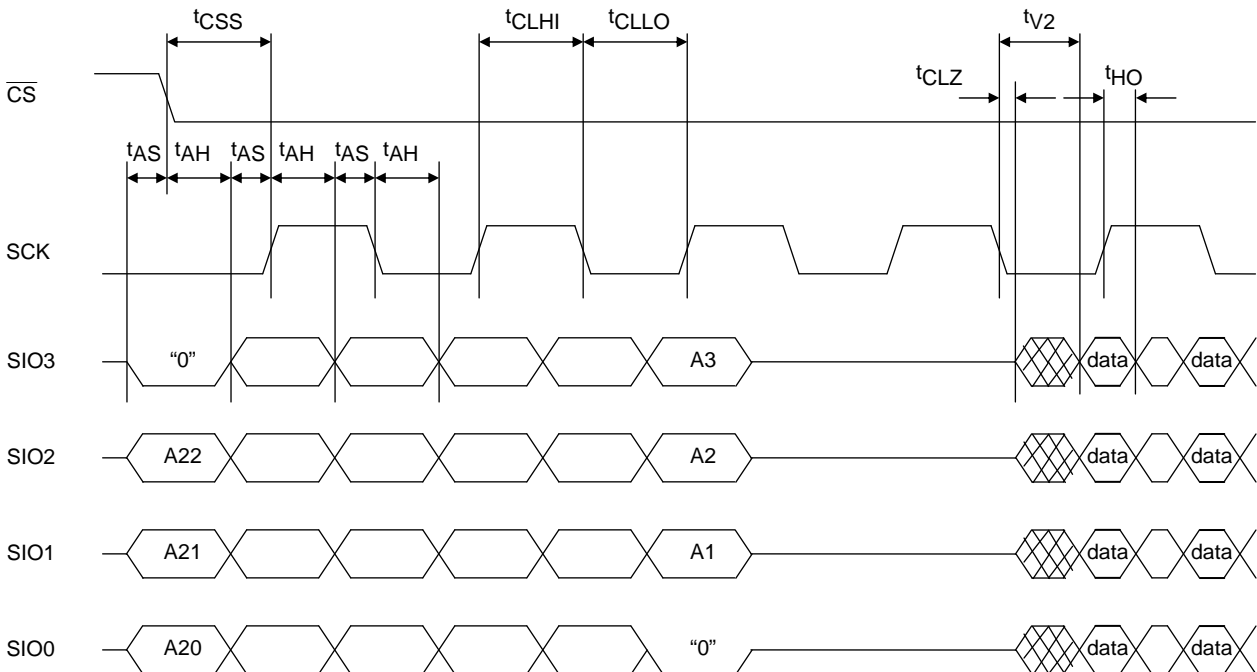 tCSS tCLHI tCLLO tV2
tCLZ tHO
CS
tAS tAH tAS tAH tAS tAH
SCK
SIO3 “0” A3 data data
SIO2 A22 A2 data data
SIO1 A21 A1 data data
SIO0 A20 “0” data data